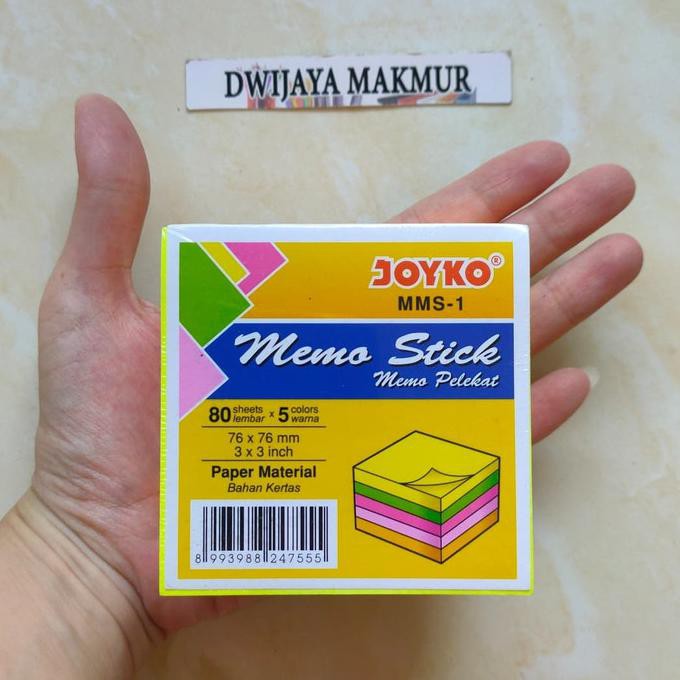 DWIJAYA MAKMUR
JOYKO®
MMS-1
Memo Stick
Memo Pelekat
80 sheets lembar x 5 colors warna
76 x 76 mm
3 x 3 inch
Paper Material
Bahan Kertas
8 993988 247555